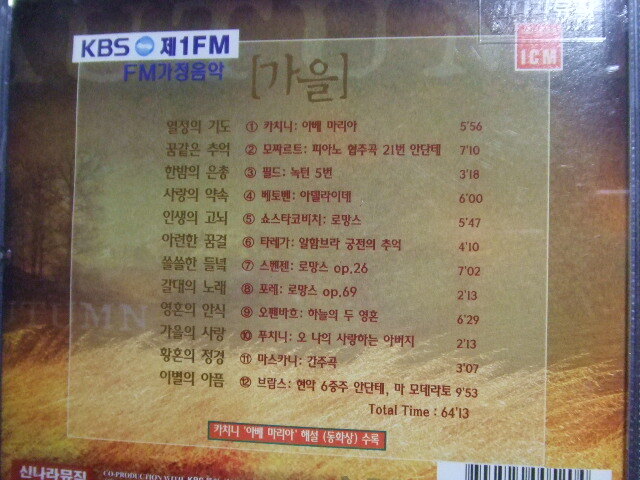 KBS 제1FM
FM가정음악
ICM
[가을]
열정의 기도 ① 카치니: 아베 마리아 5'56
꿈같은 추억 ② 모짜르트: 피아노 협주곡 21번 안단테 7'10
한밤의 은총 ③ 필드: 녹턴 5번 3'18
사랑의 약속 ④ 베토벤: 아델라이데 6'00
인생의 고뇌 ⑤ 쇼스타코비치: 로망스 5'47
아련한 꿈결 ⑥ 타레가: 알함브라 궁전의 추억 4'10
쓸쓸한 들녘 ⑦ 스벤젠: 로망스 op.26 7'02
갈대의 노래 ⑧ 포레: 로망스 op.69 2'13
영혼의 안식 ⑨ 오펜바흐: 하늘의 두 영혼 6'29
가을의 사랑 ⑩ 푸치니: 오 나의 사랑하는 아버지 2'13
황혼의 정경 ⑪ 마스카니: 간주곡 3'07
이별의 아픔 ⑫ 브람스: 현악 6중주 안단테, 마 모데라토 9'53
Total Time : 64'13
카치니 '아베 마리아' 해설 (동화상) 수록
신나라뮤직
CO-PRODUCTION WITH KBS